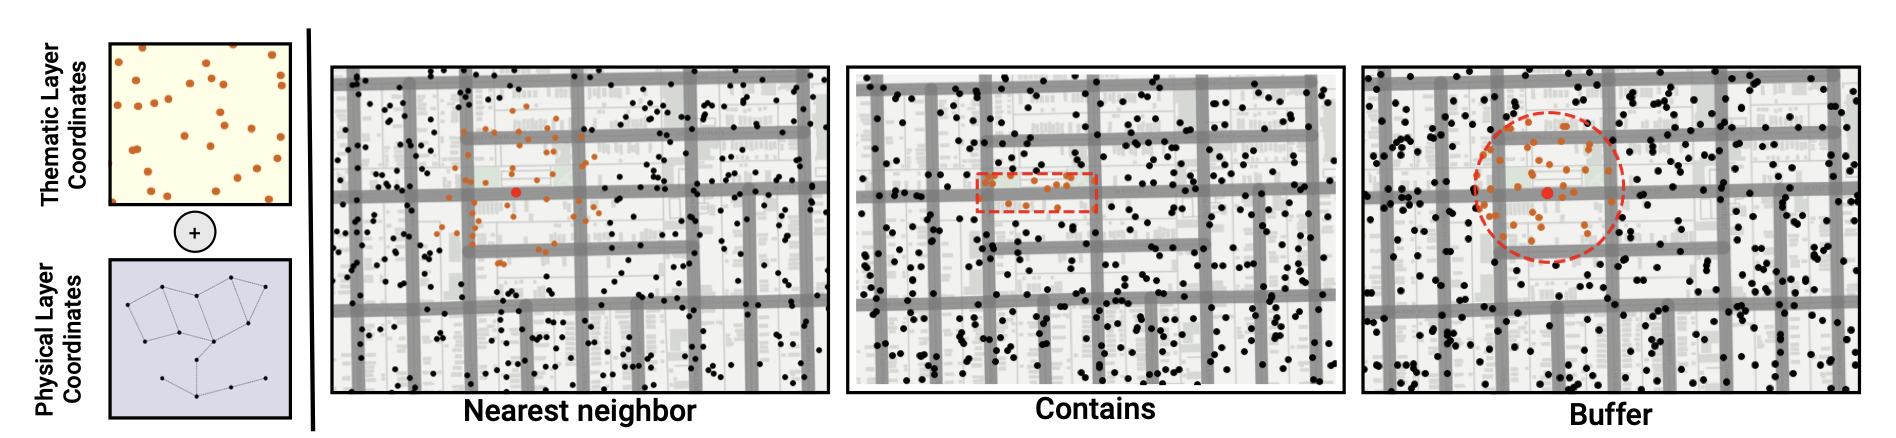 Thematic Layer
Coordinates
+
Physical Layer
Coordinates
Nearest neighbor
Contains
Buffer